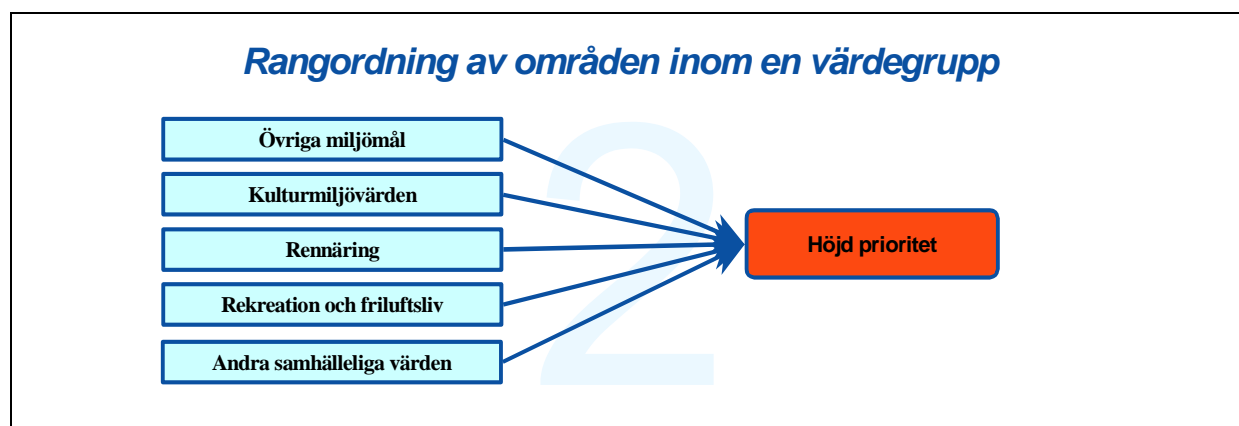 Rangordning av områden inom en värdegrupp
2
Övriga miljömål
Kulturmiljövärden
Rennäring
Höjd prioritet
Rekreation och friluftsliv
Andra samhälleliga värden